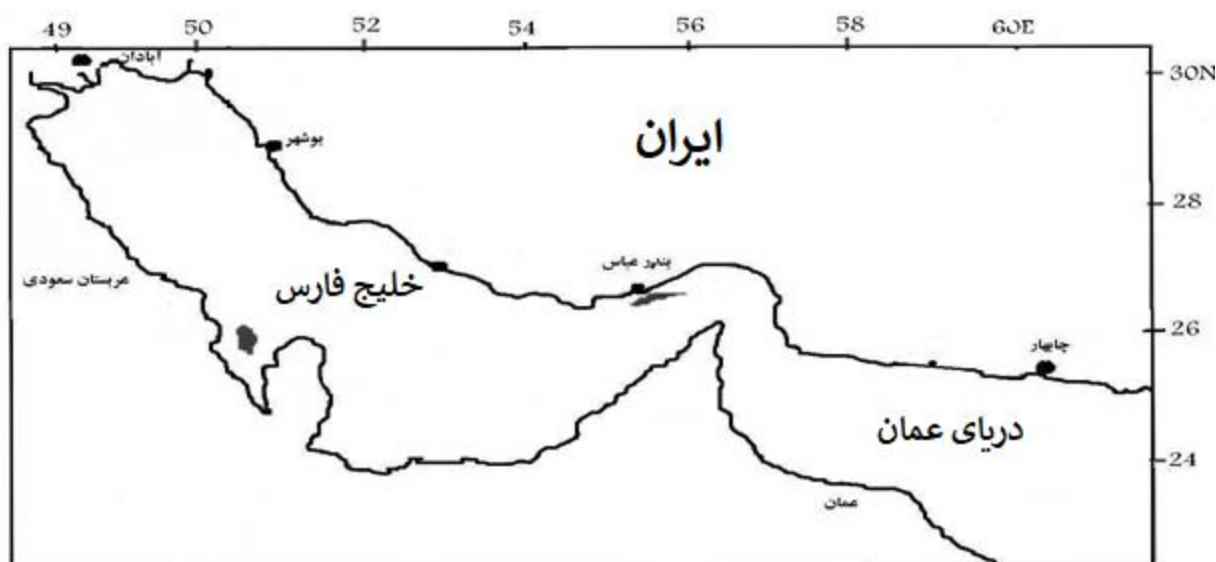 49 50 52 54 56 58 60E
آبادان
30N
ایران
بوشهر
28
بندر عباس
عربستان سعودی
خلیج فارس
26
چابهار
دریای عمان
24
عمان